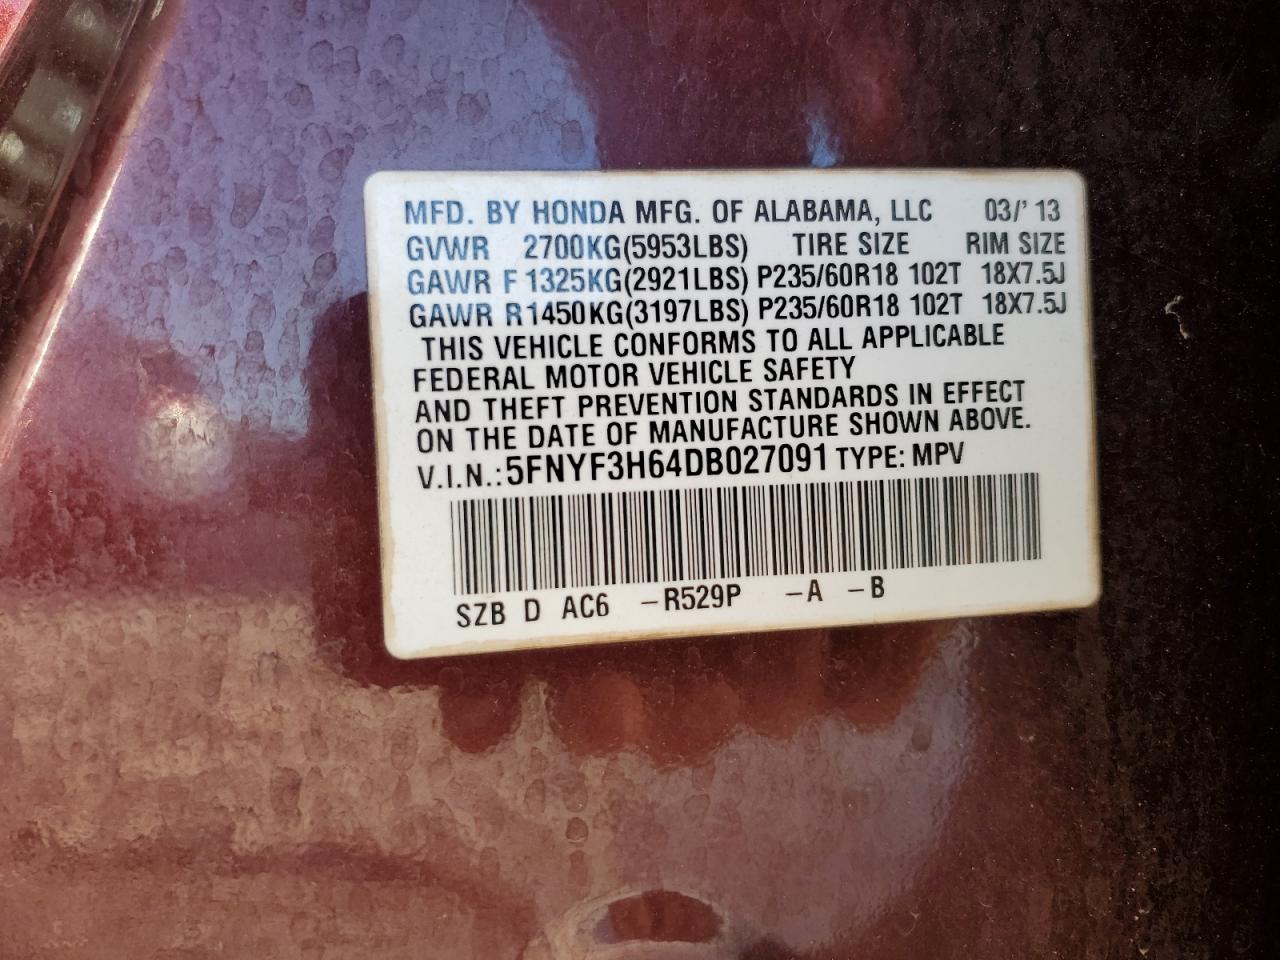 MFD. BY HONDA MFG. OF ALABAMA, LLC 03/'13
GVWR 2700KG(5953LBS) TIRE SIZE RIM SIZE
GAWR F 1325KG(2921LBS) P235/60R18 102T 18X7.5J
GAWR R1450KG(3197LBS) P235/60R18 102T 18X7.5J
THIS VEHICLE CONFORMS TO ALL APPLICABLE
FEDERAL MOTOR VEHICLE SAFETY
AND THEFT PREVENTION STANDARDS IN EFFECT
ON THE DATE OF MANUFACTURE SHOWN ABOVE.
V.I.N.:5FNYF3H64DB027091 TYPE: MPV
SZB D AC6 -R529P -A -B